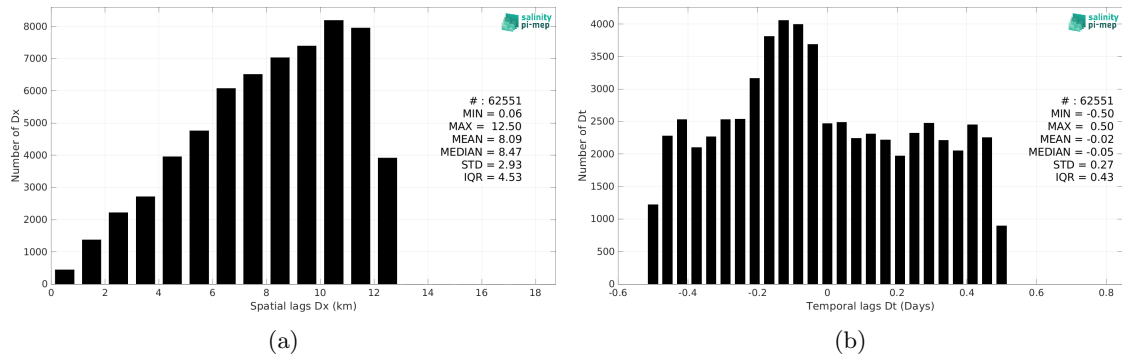 8000
7000
6000
5000
4000
3000
2000
1000
0
Number of Dx
salinity
pi-mep
# : 62551
MIN = 0.06
MAX = 12.50
MEAN = 8.09
MEDIAN = 8.47
STD = 2.93
IQR = 4.53
0 2 4 6 8 10 12 14 16 18
Spatial lags Dx (km)
(a)
4000
3500
3000
2500
2000
1500
1000
500
0
Number of Dt
salinity
pi-mep
# : 62551
MIN = -0.50
MAX = 0.50
MEAN = -0.02
MEDIAN = -0.05
STD = 0.27
IQR = 0.43
-0.6 -0.4 -0.2 0 0.2 0.4 0.6 0.8
Temporal lags Dt (Days)
(b)